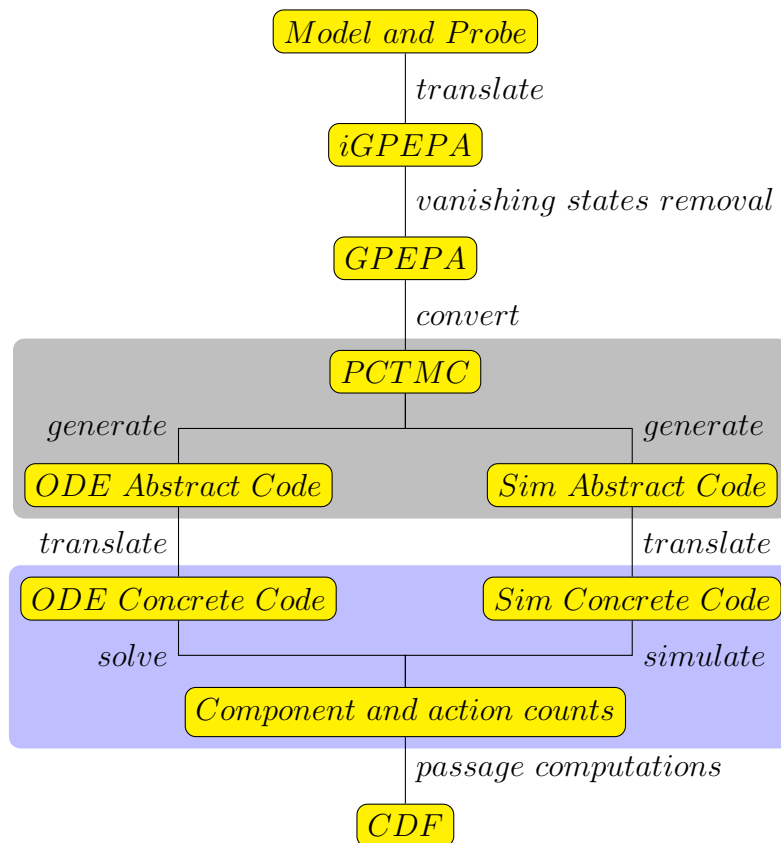 Model and Probe
translate
iGPEPA
vanishing states removal
GPEPA
convert
PCTMC
generate generate
ODE Abstract Code Sim Abstract Code
translate translate
ODE Concrete Code Sim Concrete Code
solve simulate
Component and action counts
passage computations
CDF